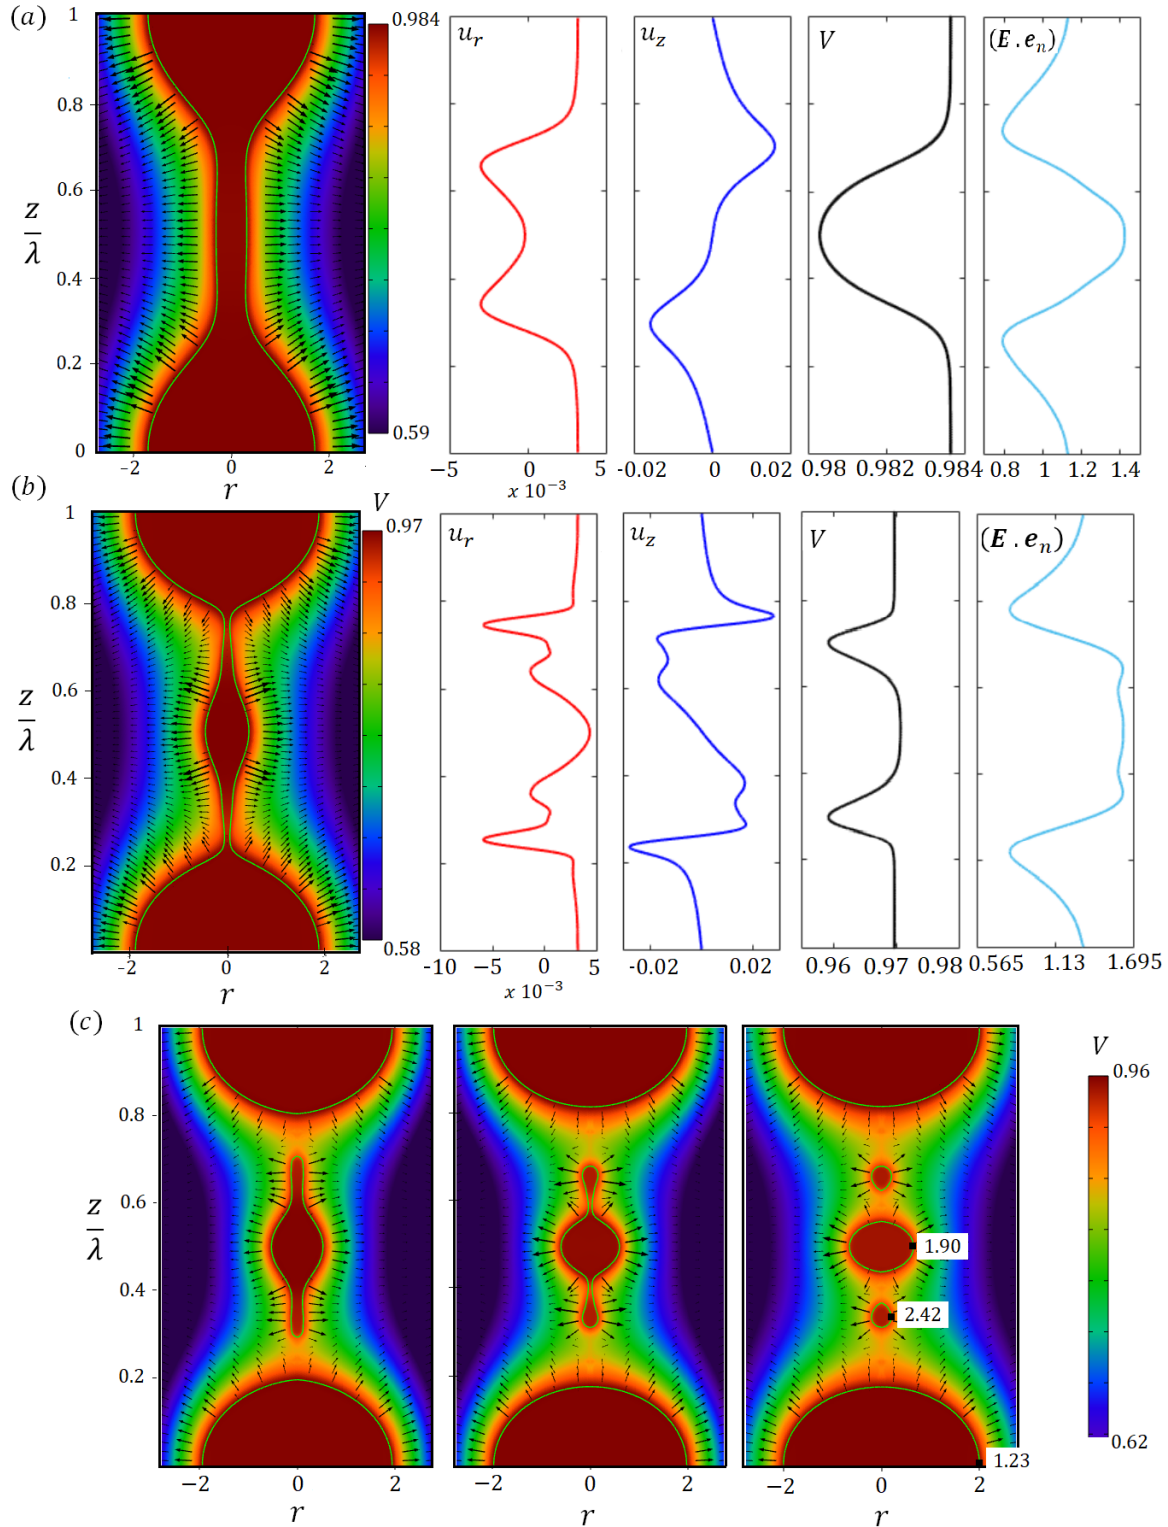 (a)
1
0.8
0.6
z/λ
0.4
0.2
0
−2 0 2
r
0.984
0.59
u_r
−5 0 5
x 10⁻³
u_z
-0.02 0 0.02
V
0.98 0.982 0.984
(E . e_n)
0.8 1 1.2 1.4
(b)
1
0.8
0.6
z/λ
0.4
0.2
-2 0 2
r
V
0.97
0.58
u_r
-10 −5 0 5
x 10⁻³
u_z
-0.02 0.02
V
0.96 0.97 0.98
(E . e_n)
0.565 1.13 1.695
(c)
1
0.8
0.6
z/λ
0.4
0.2
−2 0 2
r
−2 0 2
r
1.90
2.42
1.23
−2 0 2
r
V
0.96
0.62